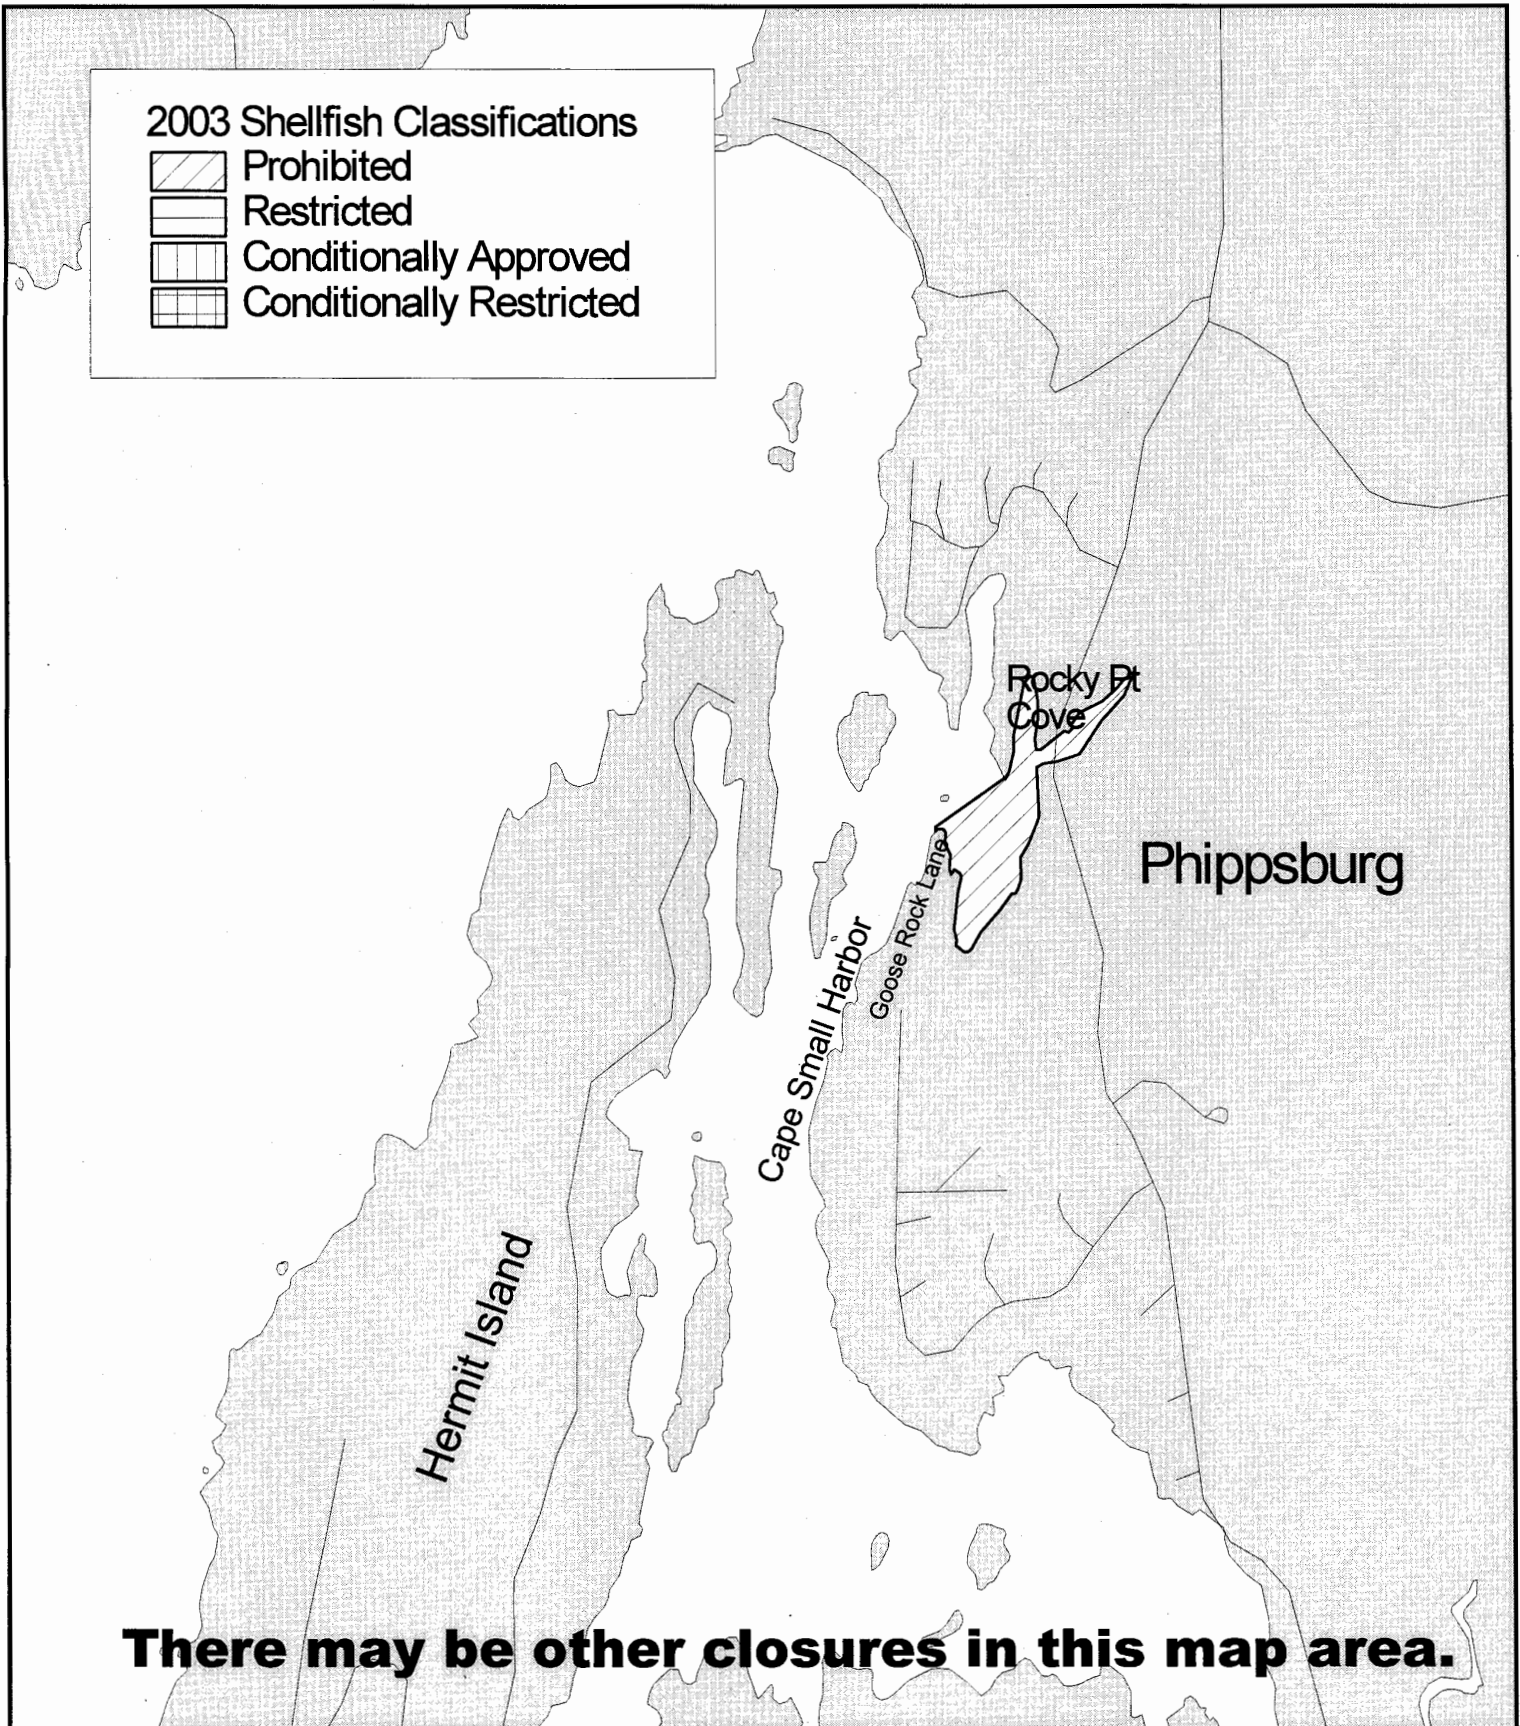 2003 Shellfish Classifications
Prohibited
Restricted
Conditionally Approved
Conditionally Restricted
Rocky Pt
Cove
Phippsburg
Goose Rock Lane
Cape Small Harbor
Hermit Island
There may be other closures in this map area.